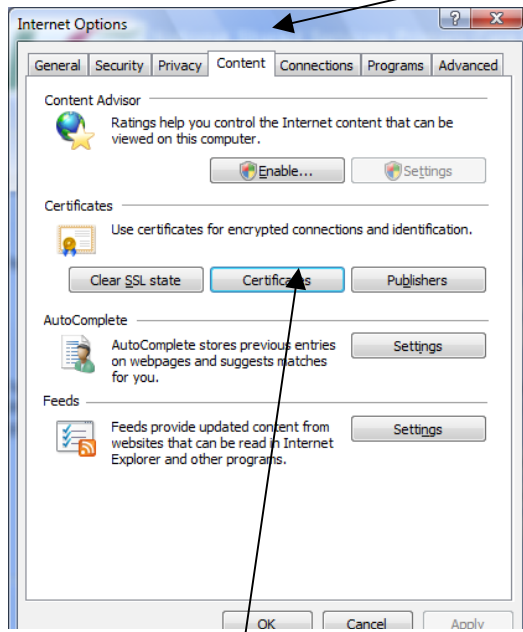 Internet Options
?
X
General Security Privacy Content Connections Programs Advanced
Content Advisor
Ratings help you control the Internet content that can be
viewed on this computer.
Enable... Settings
Certificates
Use certificates for encrypted connections and identification.
Clear SSL state Certificates Publishers
AutoComplete
AutoComplete stores previous entries
on webpages and suggests matches
for you.
Settings
Feeds
Feeds provide updated content from
websites that can be read in Internet
Explorer and other programs.
Settings
OK Cancel Apply